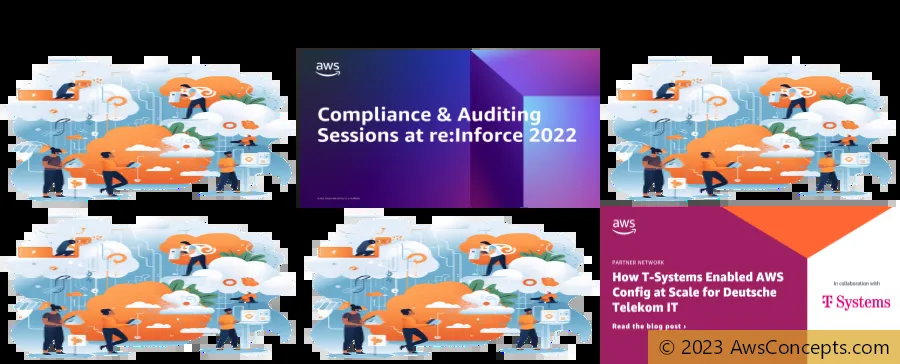 aws
Compliance & Auditing
Sessions at re:Inforce 2022
aws
PARTNER NETWORK
How T-Systems Enabled AWS
Config at Scale for Deutsche
Telekom IT
Read the blog post ›
In collaboration with
T Systems
© 2023 AwsConcepts.com